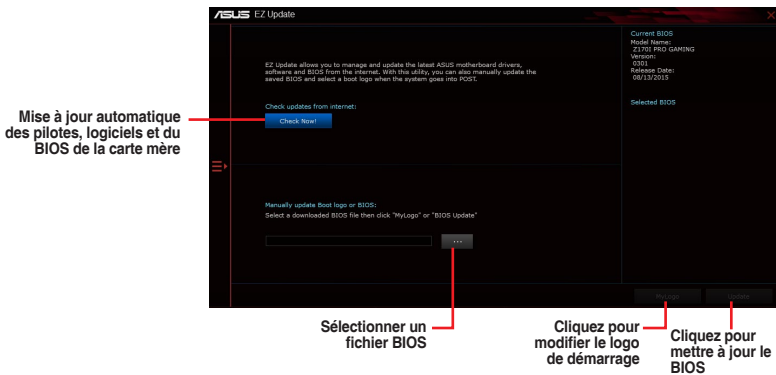 ASUS EZ Update
Current BIOS
Model Name:
Z170I PRO GAMING
Version:
0301
Release Date:
08/13/2015
Selected BIOS
EZ Update allows you to manage and update the latest ASUS motherboard drivers,
software and BIOS from the internet. With this utility, you can also manually update the
saved BIOS and select a boot logo when the system goes into POST.
Check updates from internet:
Check Now!
Mise à jour automatique
des pilotes, logiciels et du
BIOS de la carte mère
Manually update Boot logo or BIOS:
Select a downloaded BIOS file then click "MyLogo" or "BIOS Update"
...
MyLogo
Update
Sélectionner un
fichier BIOS
Cliquez pour
modifier le logo
de démarrage
Cliquez pour
mettre à jour le
BIOS